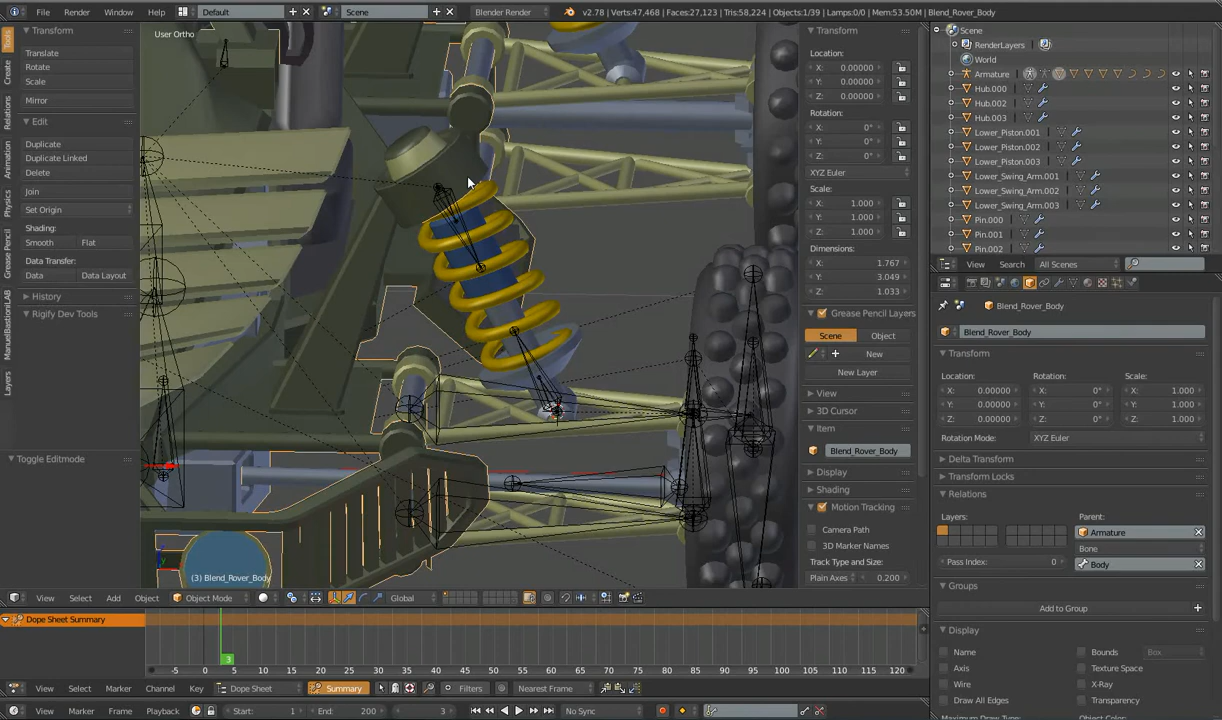 File Render Window Help Default Scene Blender Render v2.78 | Verts:47,468 | Faces:27,123 | Tris:58,224 | Objects:1/39 | Lamps:0/0 | Mem:53.50M | Blend_Rover_Body
Tools
Create
Relations
Animation
Physics
Grease Pencil
ManuelBastioniLAB
Layers
Transform
Translate
Rotate
Scale
Mirror
Edit
Duplicate
Duplicate Linked
Delete
Join
Set Origin
Shading:
Smooth Flat
Data Transfer:
Data Data Layout
History
Rigify Dev Tools
Toggle Editmode
User Ortho
(3) Blend_Rover_Body
Transform
Location:
X: 0.00000
Y: 0.00000
Z: 0.00000
Rotation:
X: 0°
Y: 0°
Z: 0°
XYZ Euler
Scale:
X: 1.000
Y: 1.000
Z: 1.000
Dimensions:
X: 1.767
Y: 3.049
Z: 1.033
Grease Pencil Layers
Scene Object
New
New Layer
View
3D Cursor
Item
Blend_Rover_Body
Display
Shading
Motion Tracking
Camera Path
3D Marker Names
Track Type and Size:
Plain Axes 0.200
Scene
RenderLayers
World
Armature
Hub.000
Hub.002
Hub.003
Lower_Piston.001
Lower_Piston.002
Lower_Piston.003
Lower_Swing_Arm.001
Lower_Swing_Arm.002
Lower_Swing_Arm.003
Pin.000
Pin.001
Pin.002
View Search All Scenes
Blend_Rover_Body
Blend_Rover_Body
Transform
Location: Rotation: Scale:
X: 0.00000 X: 0° X: 1.000
Y: 0.00000 Y: 0° Y: 1.000
Z: 0.00000 Z: 0° Z: 1.000
Rotation Mode: XYZ Euler
Delta Transform
Transform Locks
Relations
Layers: Parent:
Armature
Bone
Pass Index: 0 Body
Groups
Add to Group
Display
Name Bounds Box
Axis Texture Space
Wire X-Ray
Draw All Edges Transparency
View Select Add Object Object Mode Global
Dope Sheet Summary
3
-5 0 5 10 15 20 25 30 35 40 45 50 55 60 65 70 75 80 85 90 95 100 105 110 115 120
View Select Marker Channel Key Dope Sheet Summary Filters Nearest Frame
View Marker Frame Playback Start: 1 End: 200 3 No Sync